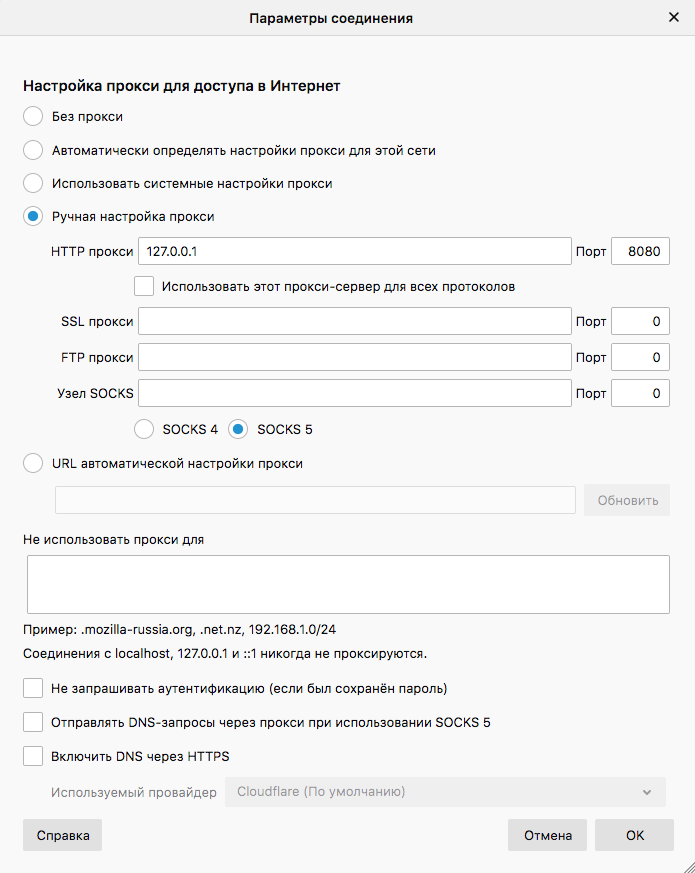 Параметры соединения
Настройка прокси для доступа в Интернет
Без прокси
Автоматически определять настройки прокси для этой сети
Использовать системные настройки прокси
Ручная настройка прокси
HTTP прокси 127.0.0.1 Порт 8080
Использовать этот прокси-сервер для всех протоколов
SSL прокси Порт 0
FTP прокси Порт 0
Узел SOCKS Порт 0
SOCKS 4 SOCKS 5
URL автоматической настройки прокси
Обновить
Не использовать прокси для
Пример: .mozilla-russia.org, .net.nz, 192.168.1.0/24
Соединения с localhost, 127.0.0.1 и ::1 никогда не проксируются.
Не запрашивать аутентификацию (если был сохранён пароль)
Отправлять DNS-запросы через прокси при использовании SOCKS 5
Включить DNS через HTTPS
Используемый провайдер Cloudflare (По умолчанию)
Справка Отмена OK